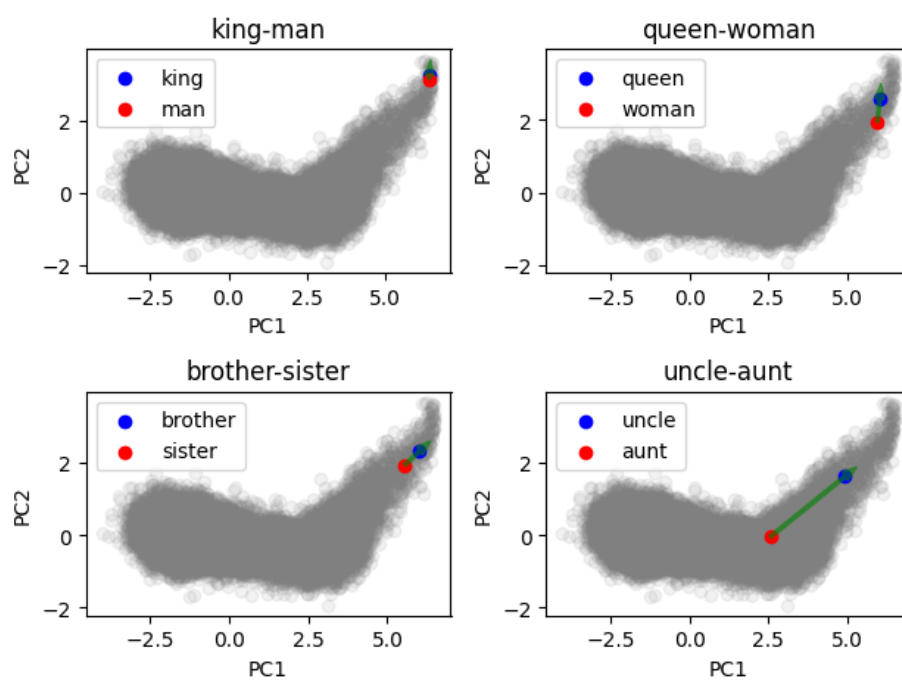 king-man
king
man
2
0
−2
PC2
−2.5
0.0
2.5
5.0
PC1
queen-woman
queen
woman
2
0
−2
PC2
−2.5
0.0
2.5
5.0
PC1
brother-sister
brother
sister
2
0
−2
PC2
−2.5
0.0
2.5
5.0
PC1
uncle-aunt
uncle
aunt
2
0
−2
PC2
−2.5
0.0
2.5
5.0
PC1